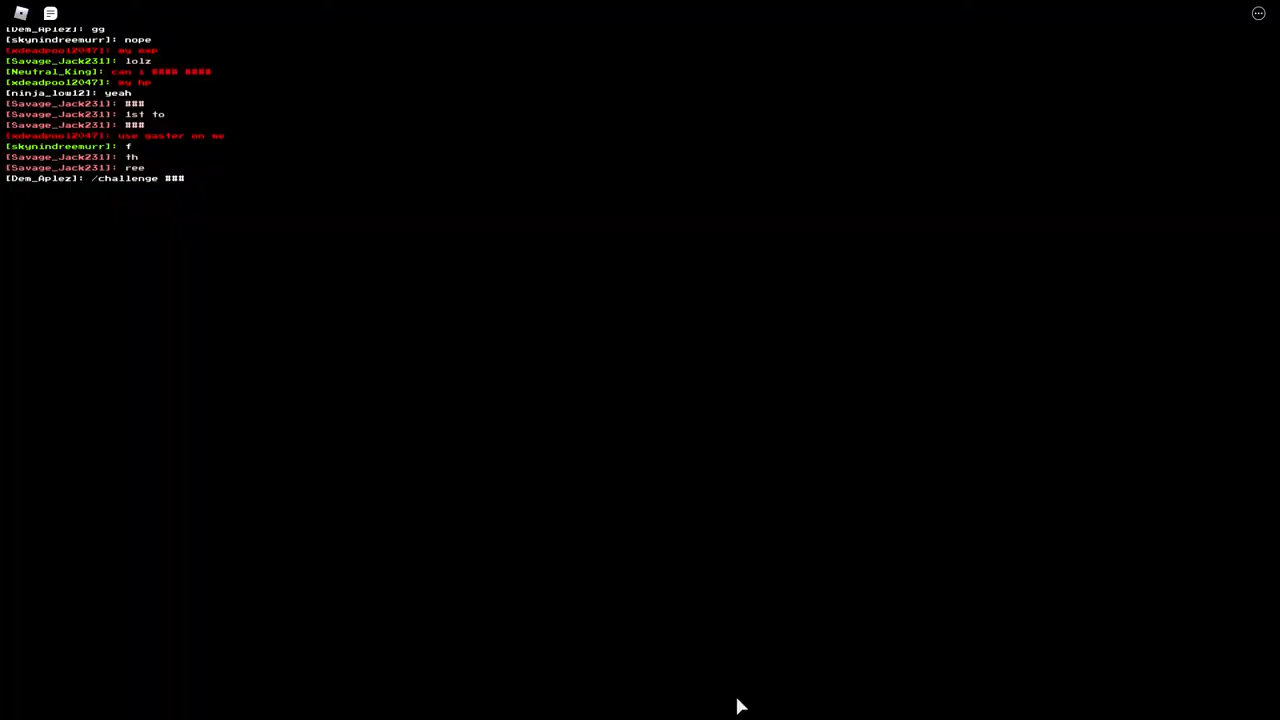 [Dem_Aplez]: gg
[skynindreemurr]: nope
[xdeadpool2047]: my exp
[Savage_Jack231]: lolz
[Neutral_King]: can i #### ####
[xdeadpool2047]: my hp
[ninja_low12]: yeah
[Savage_Jack231]: ###
[Savage_Jack231]: 1st to
[Savage_Jack231]: ###
[xdeadpool2047]: use gaster on me
[skynindreemurr]: f
[Savage_Jack231]: th
[Savage_Jack231]: ree
[Dem_Aplez]: /challenge ###